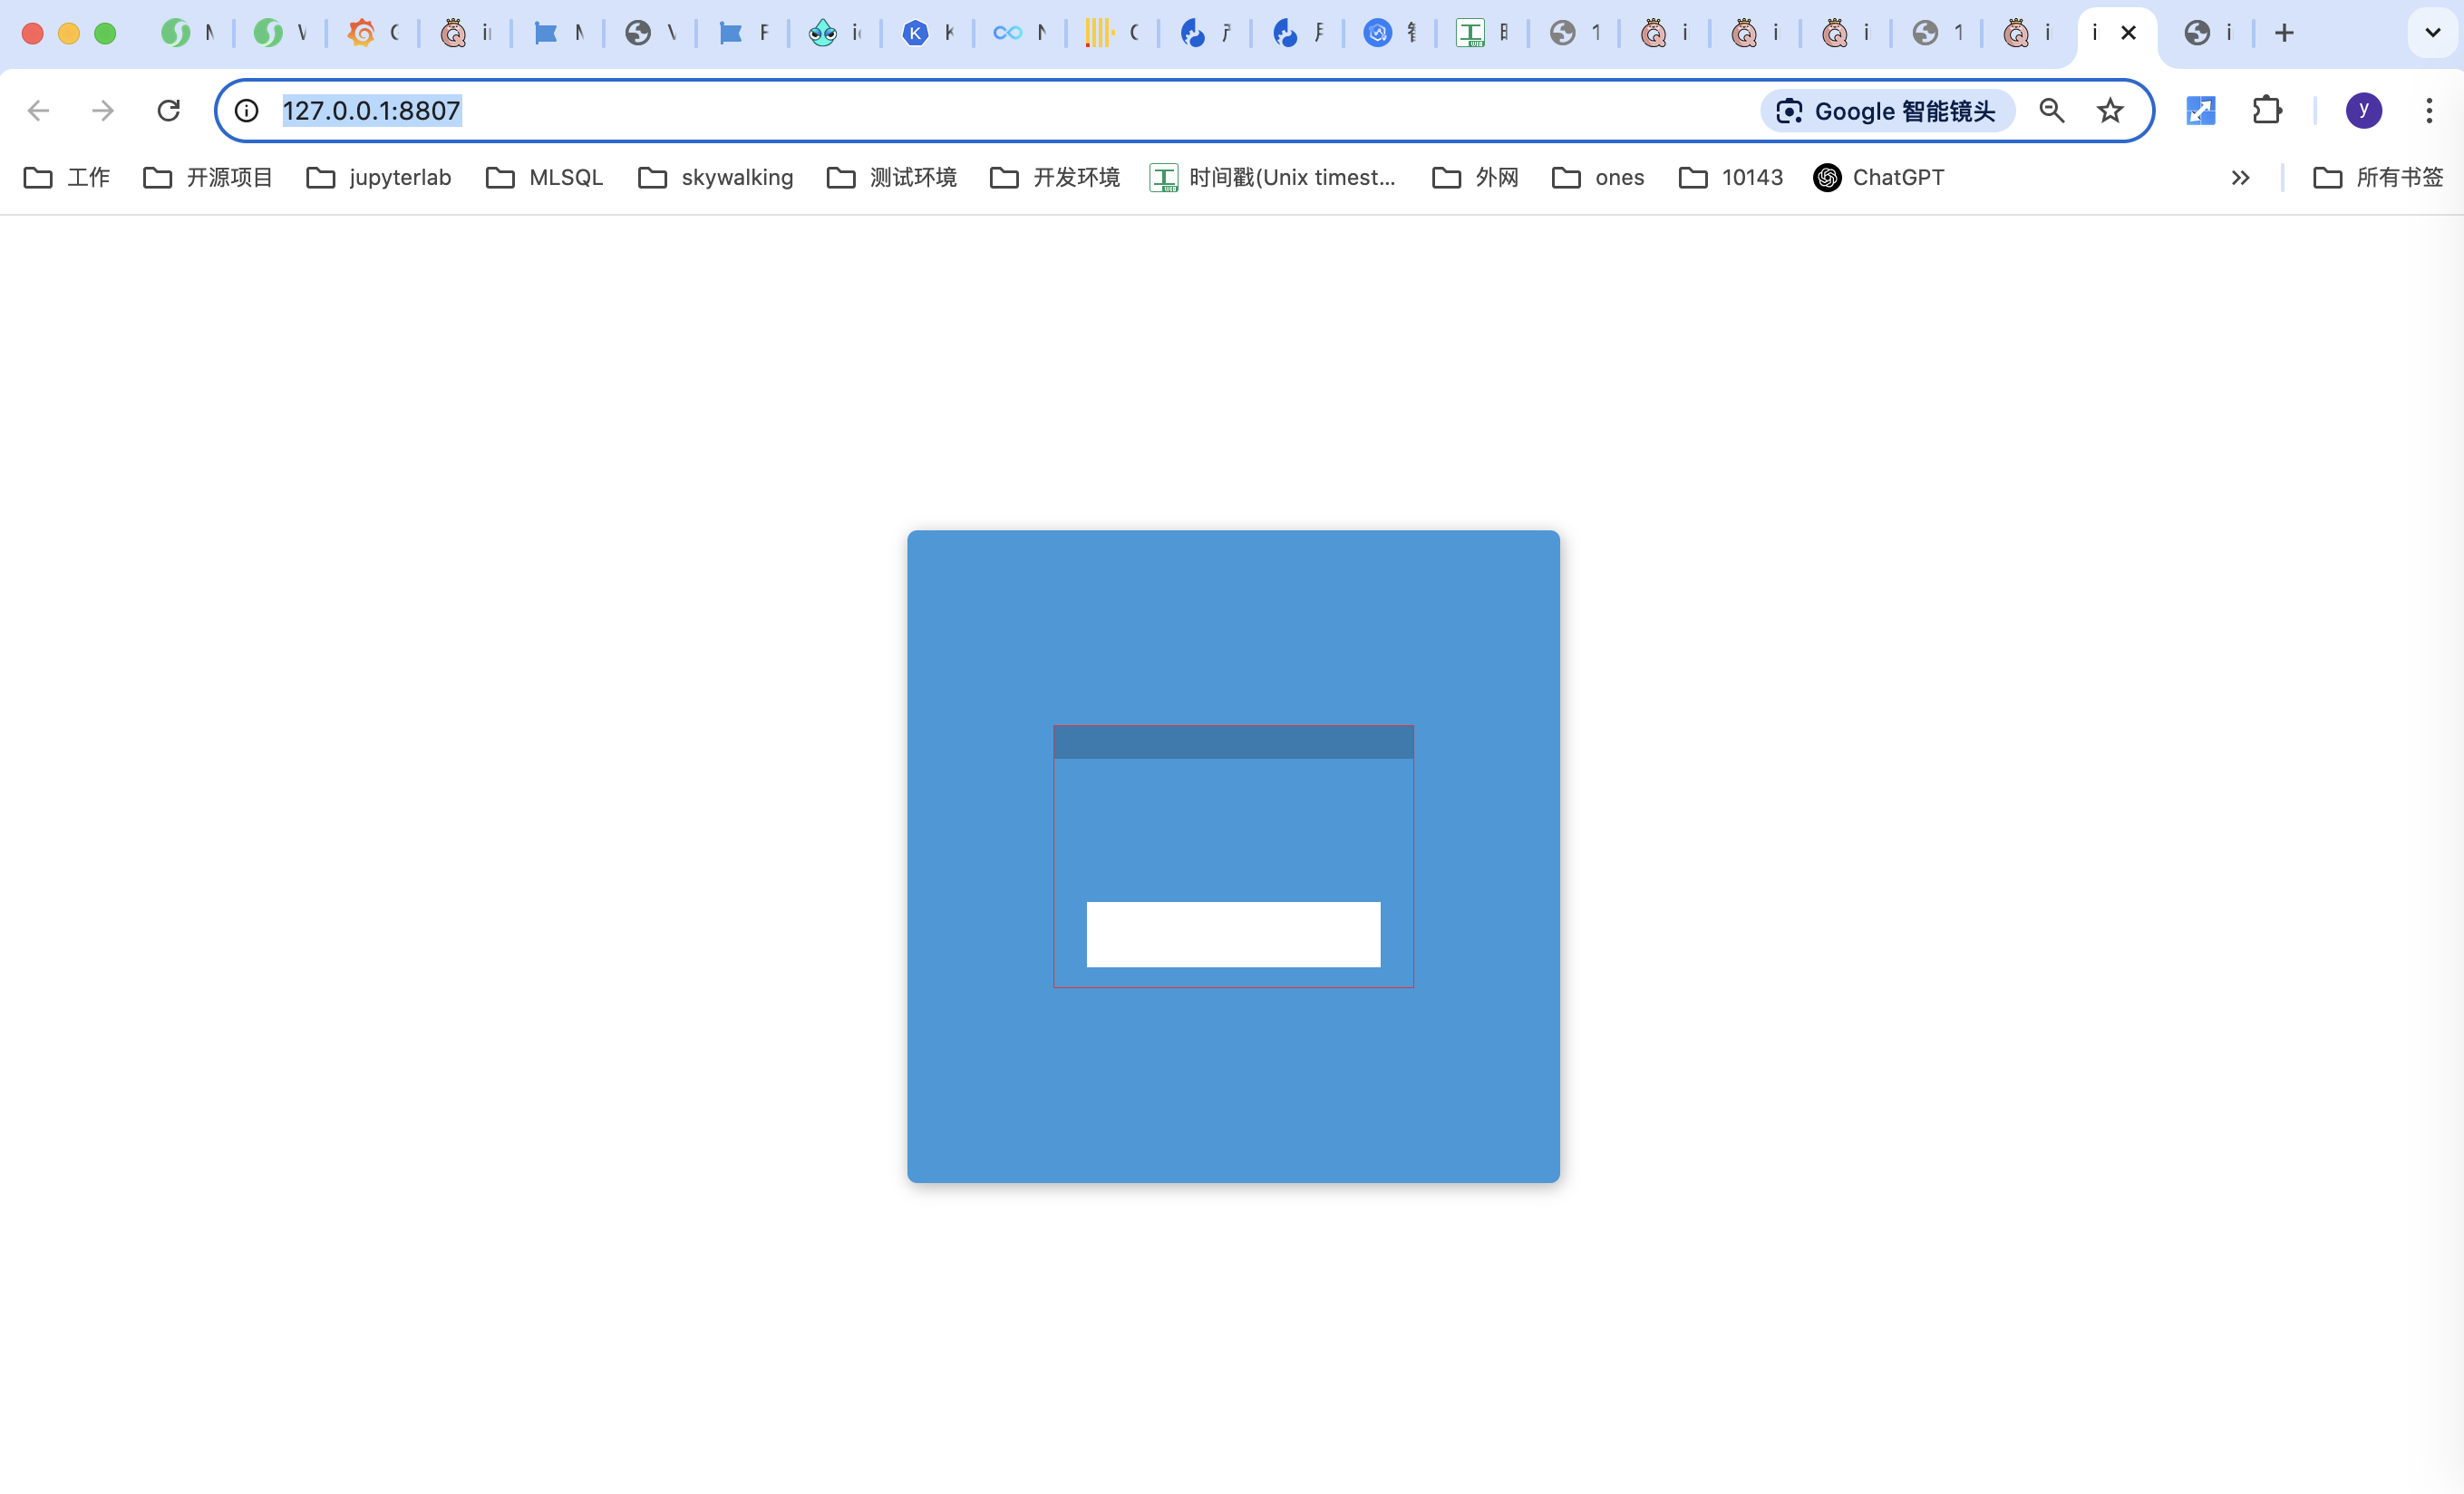 127.0.0.1:8807
Google 智能镜头
y
工作
开源项目
jupyterlab
MLSQL
skywalking
测试环境
开发环境
时间戳(Unix timest...
外网
ones
10143
ChatGPT
所有书签